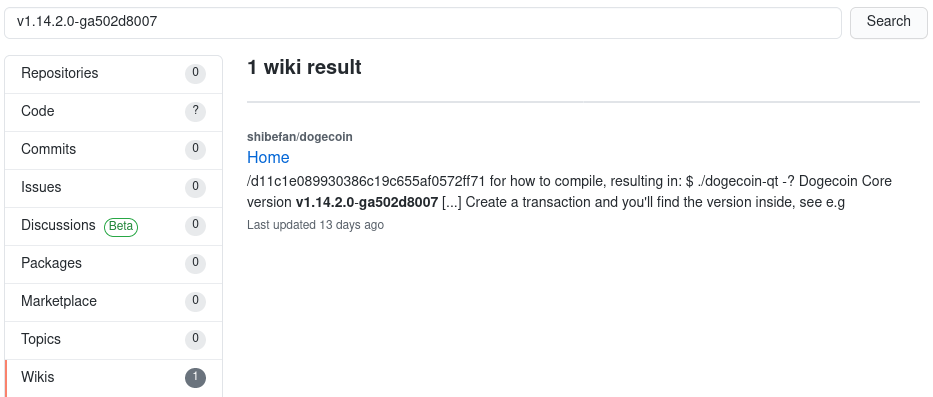 v1.14.2.0-ga502d8007
Search
Repositories 0
Code ?
Commits 0
Issues 0
Discussions Beta 0
Packages 0
Marketplace 0
Topics 0
Wikis 1
1 wiki result
shibefan/dogecoin
Home
/d11c1e089930386c19c655af0572ff71 for how to compile, resulting in: $ ./dogecoin-qt -? Dogecoin Core
version v1.14.2.0-ga502d8007 [...] Create a transaction and you'll find the version inside, see e.g
Last updated 13 days ago